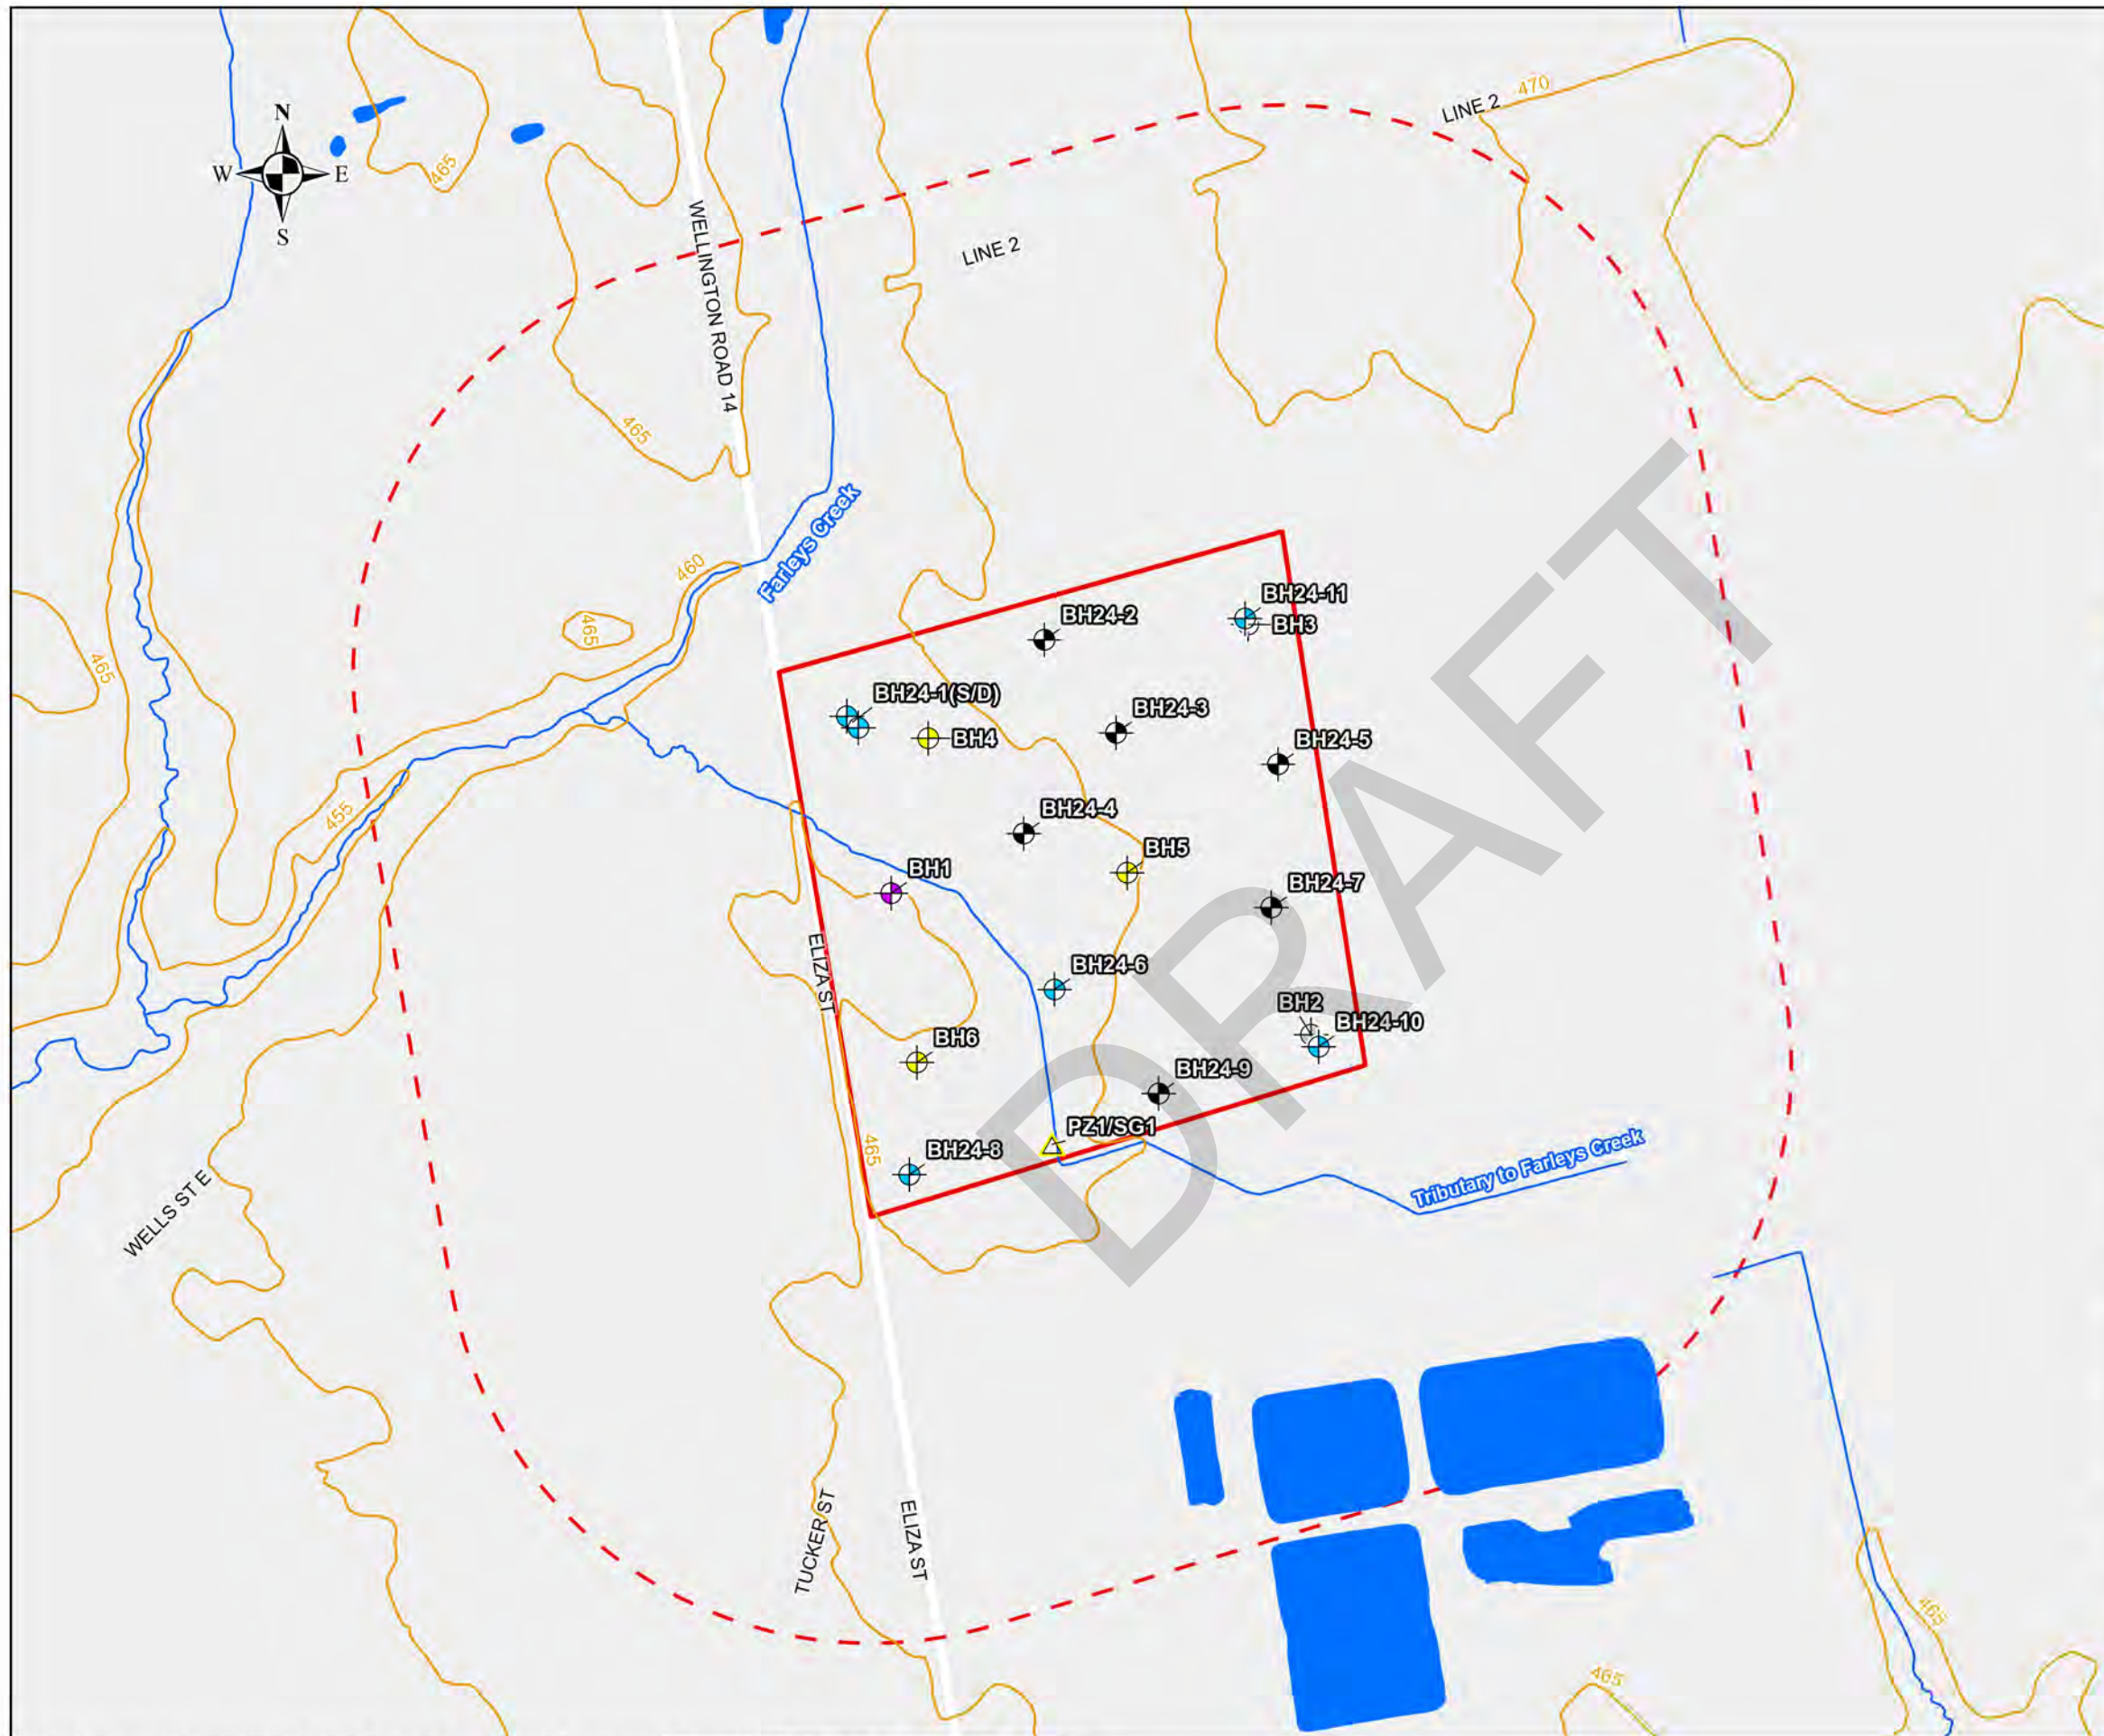 LINE 2
470
N
W
E
S
465
WELLINGTON ROAD 14
LINE 2
465
Farleys Creek
460
465
465
BH24-11
BH3
BH24-2
BH24-1(S/D)
BH4
BH24-3
BH24-5
455
BH24-4
BH5
BH1
BH24-7
ELIZA ST
BH24-6
BH2
BH24-10
BH6
BH24-9
PZ1/SG1
465
BH24-8
Tributary to Farleys Creek
WELLS ST E
DRAFT
TUCKER ST
ELIZA ST
465
465